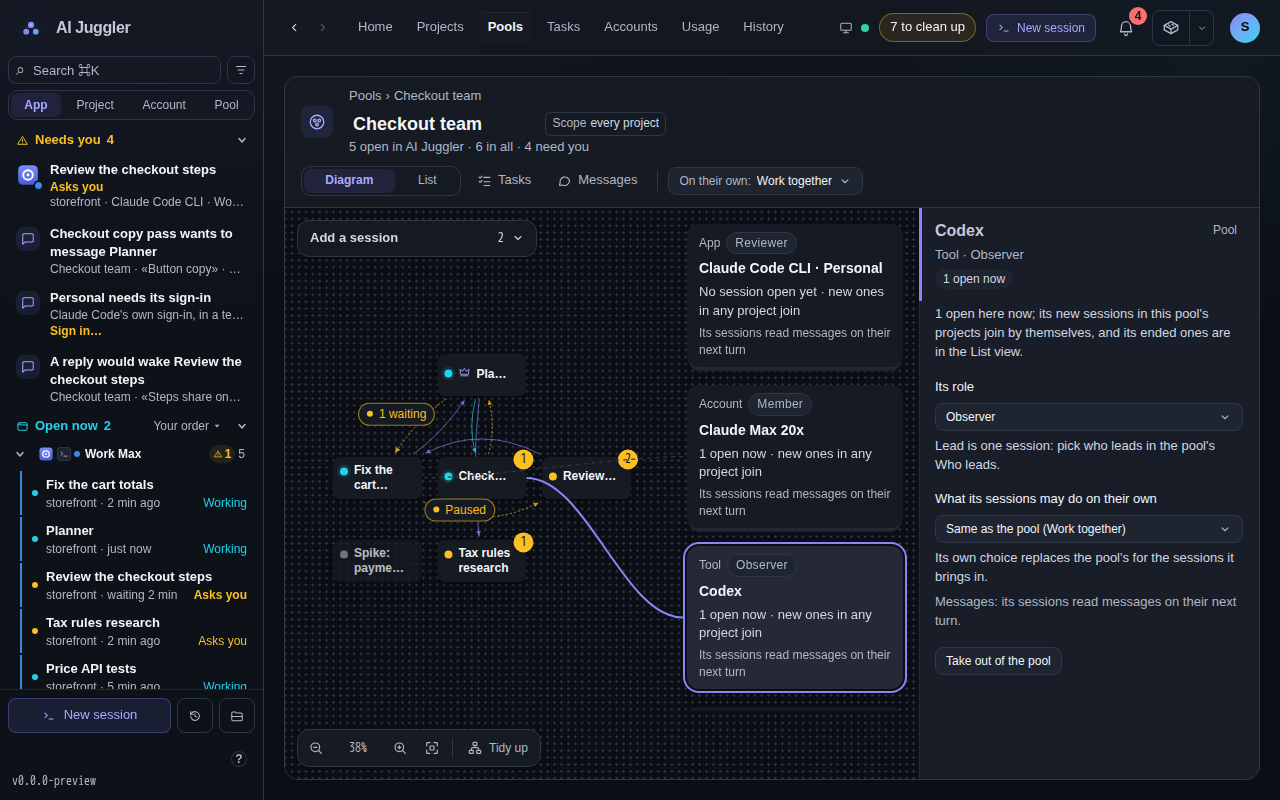 AI Juggler
Search ⌘K
App Project Account Pool
Needs you 4
Review the checkout steps
Asks you
storefront · Claude Code CLI · Wo…
Checkout copy pass wants to
message Planner
Checkout team · «Button copy» · …
Personal needs its sign-in
Claude Code's own sign-in, in a te…
Sign in…
A reply would wake Review the
checkout steps
Checkout team · «Steps share on…
Open now 2 Your order
Work Max 1 5
Fix the cart totals
storefront · 2 min ago Working
Planner
storefront · just now Working
Review the checkout steps
storefront · waiting 2 min Asks you
Tax rules research
storefront · 2 min ago Asks you
Price API tests
storefront · 5 min ago Working
New session
?
v0.0.0-preview
Home Projects Pools Tasks Accounts Usage History
7 to clean up
New session
4
S
Pools › Checkout team
Checkout team
Scope every project
5 open in AI Juggler · 6 in all · 4 need you
Diagram List Tasks Messages
On their own: Work together
Add a session 2
Pla…
1 waiting
Fix the
cart…
1
Check…
2
Review…
Paused
Spike:
payme…
1
Tax rules
research
38% Tidy up
App Reviewer
Claude Code CLI · Personal
No session open yet · new ones
in any project join
Its sessions read messages on their
next turn
Account Member
Claude Max 20x
1 open now · new ones in any
project join
Its sessions read messages on their
next turn
Tool Observer
Codex
1 open now · new ones in any
project join
Its sessions read messages on their
next turn
Codex Pool
Tool · Observer
1 open now
1 open here now; its new sessions in this pool's
projects join by themselves, and its ended ones are
in the List view.
Its role
Observer
Lead is one session: pick who leads in the pool's
Who leads.
What its sessions may do on their own
Same as the pool (Work together)
Its own choice replaces the pool's for the sessions it
brings in.
Messages: its sessions read messages on their next
turn.
Take out of the pool